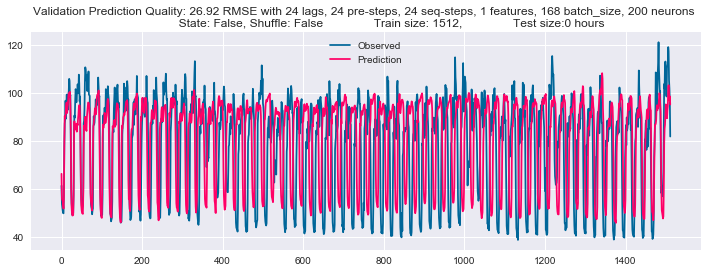 Validation Prediction Quality: 26.92 RMSE with 24 lags, 24 pre-steps, 24 seq-steps, 1 features, 168 batch_size, 200 neurons
State: False, Shuffle: False Train size: 1512, Test size:0 hours
Observed
Prediction
120
100
80
60
40
0 200 400 600 800 1000 1200 1400